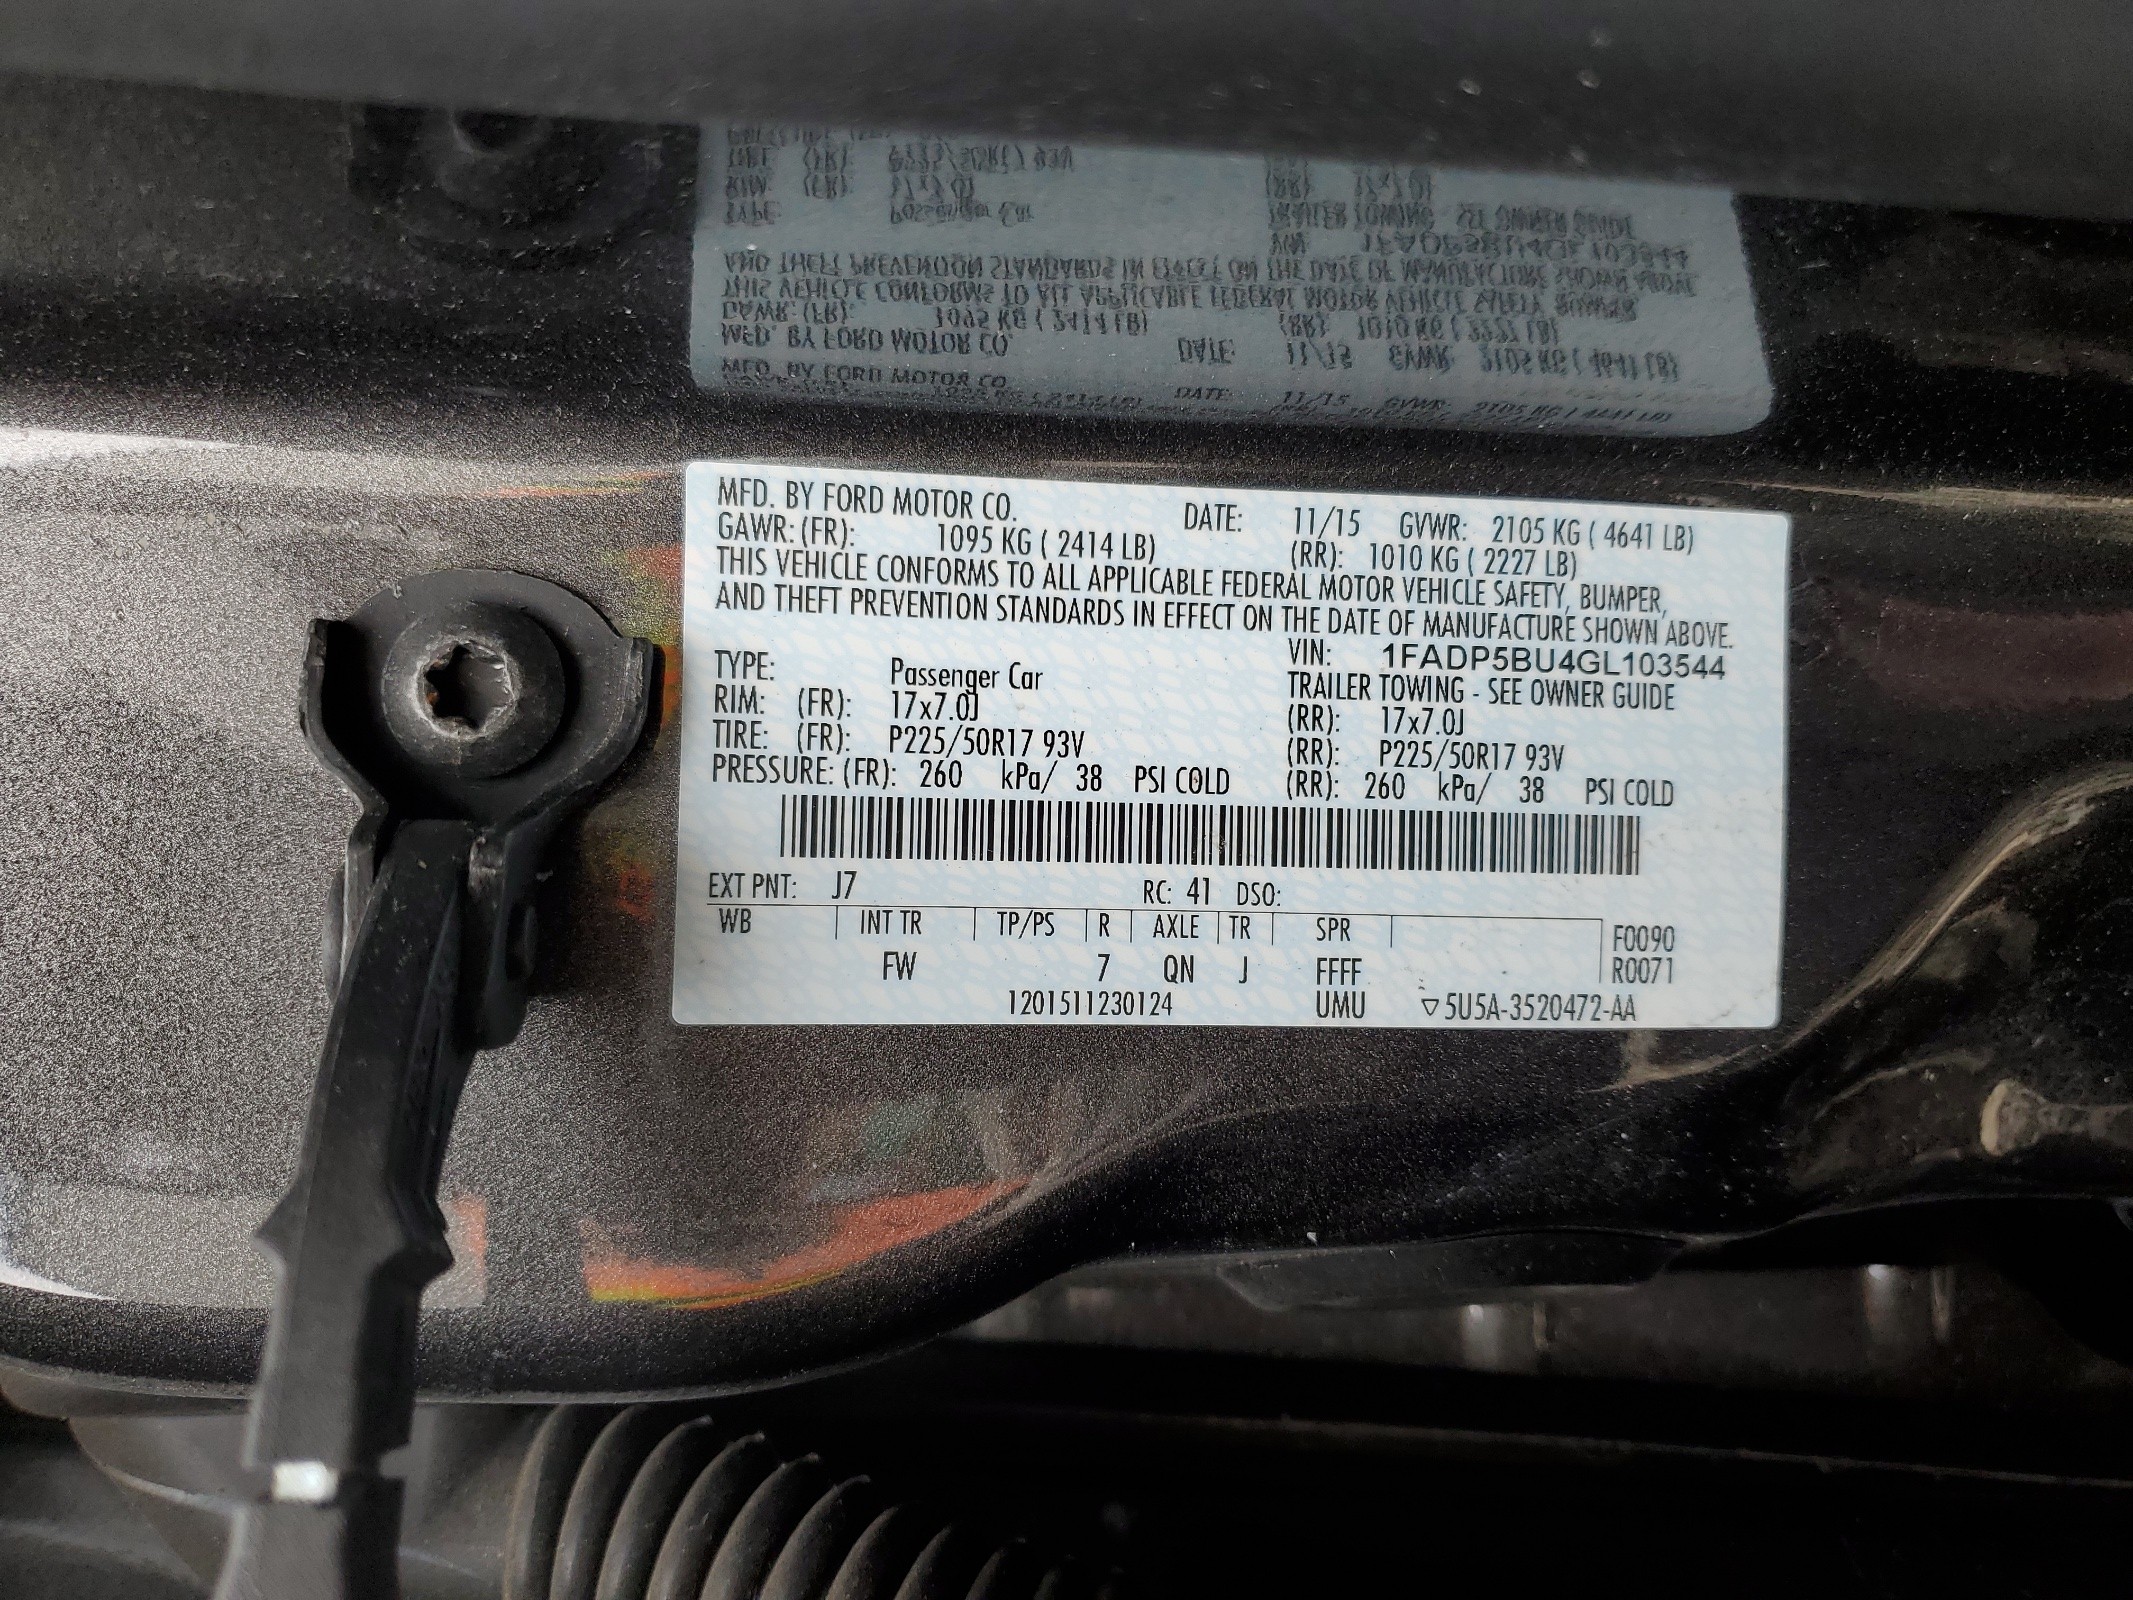 MFD. BY FORD MOTOR CO. DATE: 11/15 GVWR: 2105 KG ( 4641 LB)
GAWR: (FR): 1095 KG ( 2414 LB) (RR): 1010 KG ( 2227 LB)
THIS VEHICLE CONFORMS TO ALL APPLICABLE FEDERAL MOTOR VEHICLE SAFETY, BUMPER,
AND THEFT PREVENTION STANDARDS IN EFFECT ON THE DATE OF MANUFACTURE SHOWN ABOVE.
VIN: 1FADP5BU4GL103544
TYPE: Passenger Car TRAILER TOWING - SEE OWNER GUIDE
RIM: (FR): 17x7.0J (RR): 17x7.0J
TIRE: (FR): P225/50R17 93V (RR): P225/50R17 93V
PRESSURE: (FR): 260 kPa/ 38 PSI COLD (RR): 260 kPa/ 38 PSI COLD
EXT PNT: J7 RC: 41 DSO:
WB INT TR TP/PS R AXLE TR SPR F0090
FW 7 QN J FFFF R0071
1201511230124 UMU ▽5U5A-3520472-AA